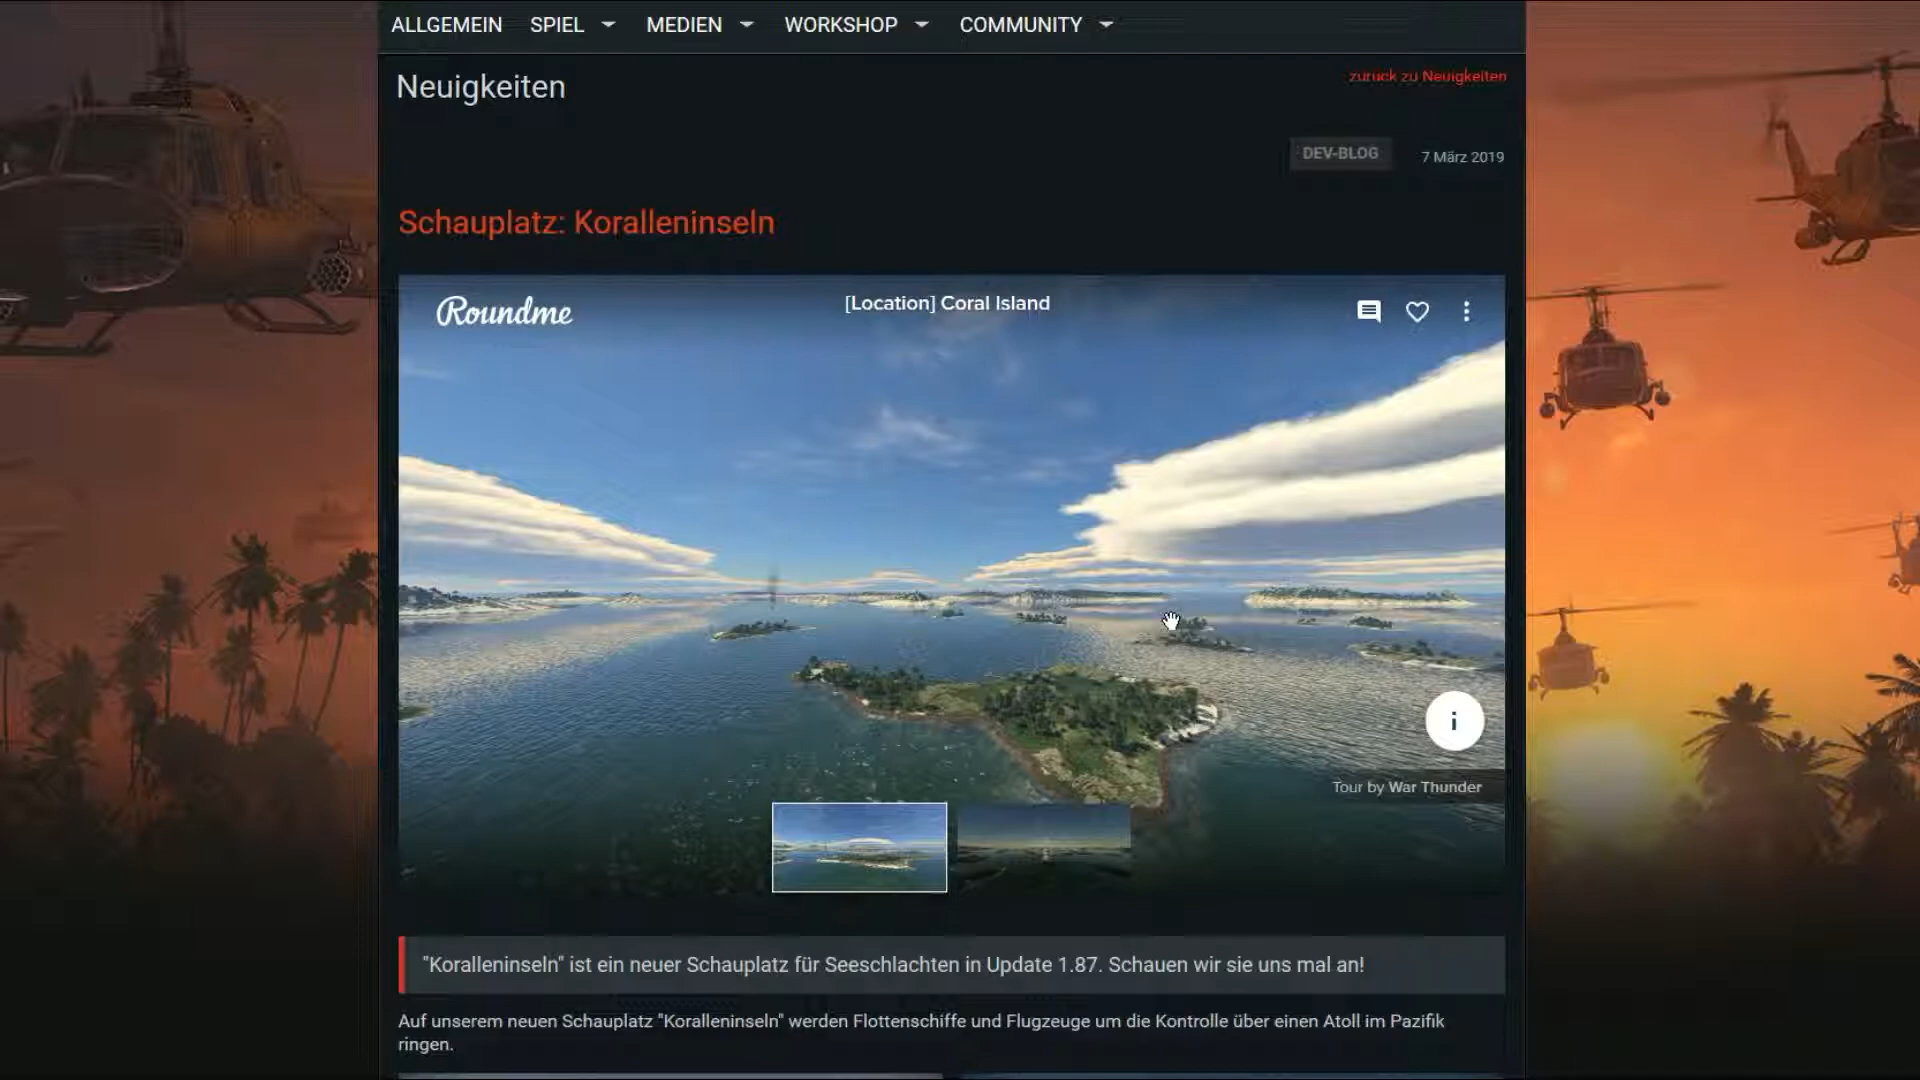 ALLGEMEIN SPIEL MEDIEN WORKSHOP COMMUNITY
Neuigkeiten
zurück zu Neuigkeiten
DEV-BLOG 7 März 2019
Schauplatz: Koralleninseln
Roundme
[Location] Coral Island
i
Tour by War Thunder
"Koralleninseln" ist ein neuer Schauplatz für Seeschlachten in Update 1.87. Schauen wir sie uns mal an!
Auf unserem neuen Schauplatz "Koralleninseln" werden Flottenschiffe und Flugzeuge um die Kontrolle über einen Atoll im Pazifik
ringen.